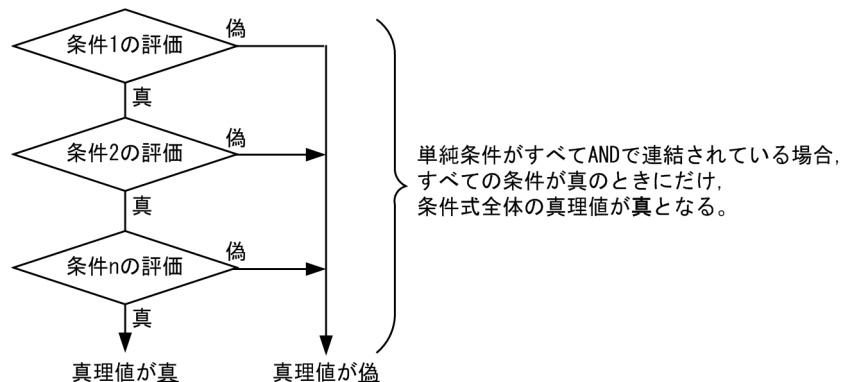 条件1の評価
偽
真
条件2の評価
偽
真
条件nの評価
偽
真
真理値が真
真理値が偽
単純条件がすべてANDで連結されている場合,
すべての条件が真のときにだけ,
条件式全体の真理値が真となる。